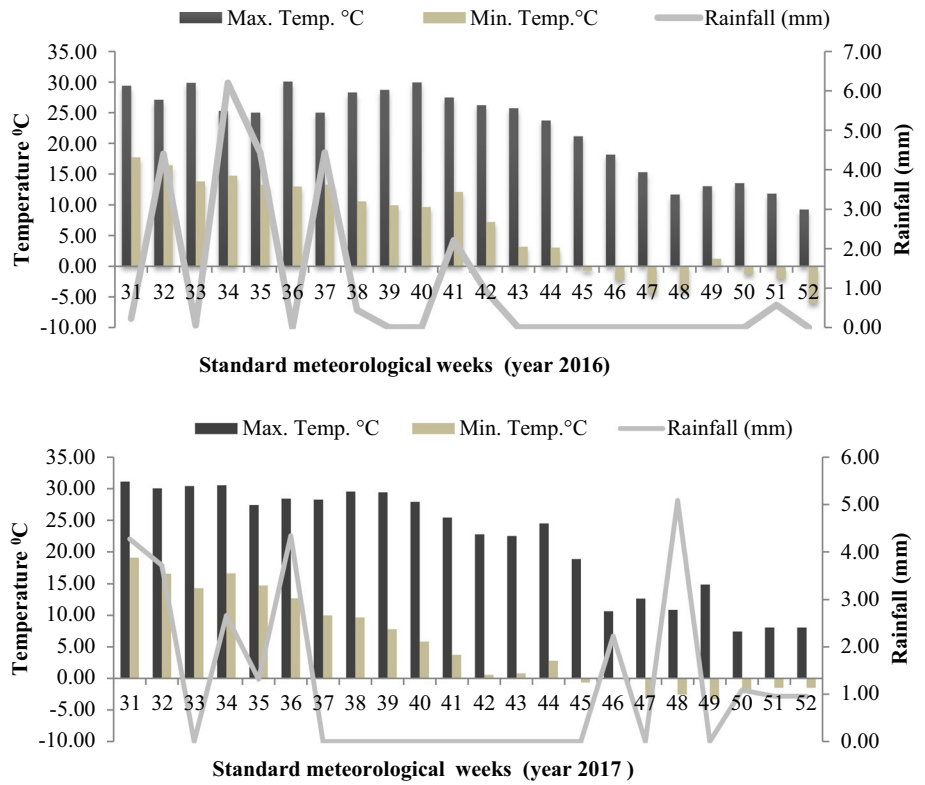 Max. Temp. °C Min. Temp.°C Rainfall (mm)
35.00 7.00
30.00 6.00
25.00 5.00
20.00 4.00
15.00 3.00
10.00 2.00
5.00 1.00
0.00 0.00
-5.00
-10.00
Temperature ⁰C
Rainfall (mm)
31 32 33 34 35 36 37 38 39 40 41 42 43 44 45 46 47 48 49 50 51 52
Standard meteorological weeks (year 2016)
Max. Temp. °C Min. Temp.°C Rainfall (mm)
35.00 6.00
30.00 5.00
25.00 4.00
20.00 3.00
15.00 2.00
10.00 1.00
5.00 0.00
0.00
-5.00
-10.00
Temperature ⁰C
Rainfall (mm)
31 32 33 34 35 36 37 38 39 40 41 42 43 44 45 46 47 48 49 50 51 52
Standard meteorological weeks (year 2017 )